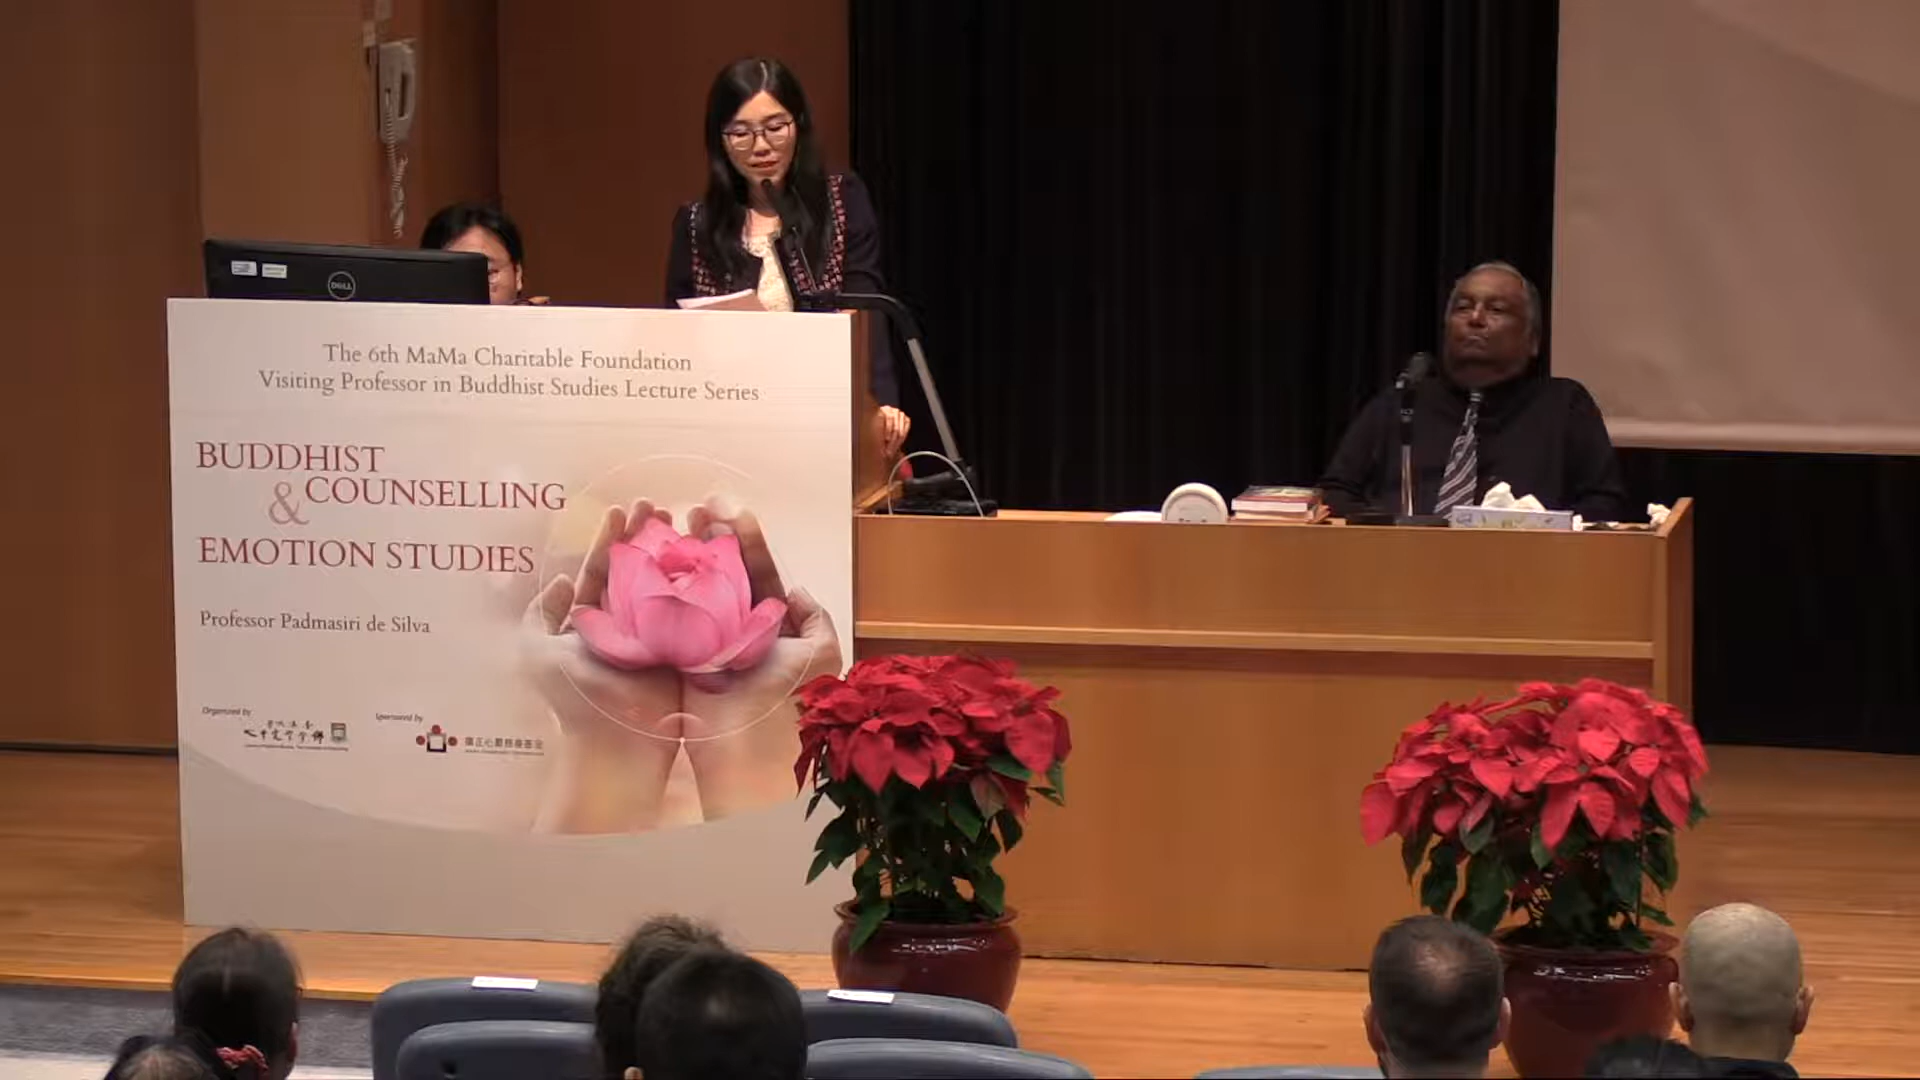 DELL
The 6th MaMa Charitable Foundation
Visiting Professor in Buddhist Studies Lecture Series
BUDDHIST
& COUNSELLING
EMOTION STUDIES
Professor Padmasiri de Silva
Organized by
Sponsored by